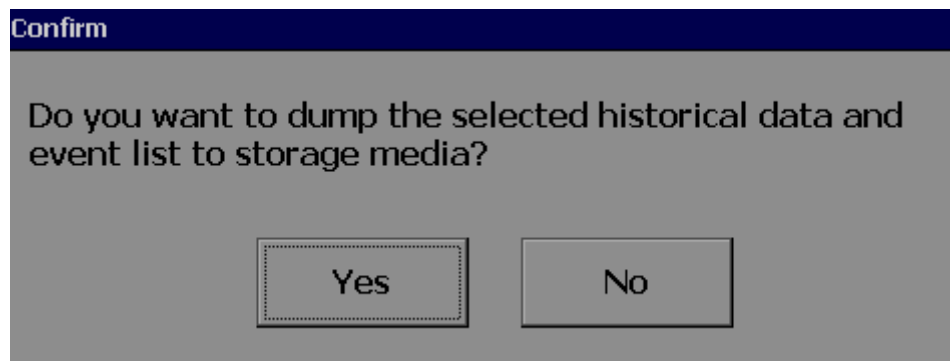 Confirm
Do you want to dump the selected historical data and
event list to storage media?
Yes No